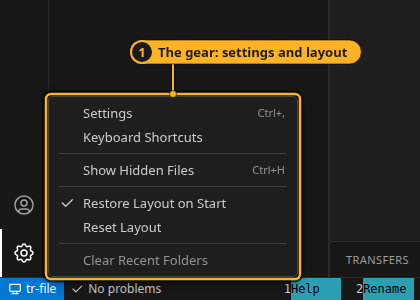 1 The gear: settings and layout
Settings Ctrl+,
Keyboard Shortcuts
Show Hidden Files Ctrl+H
Restore Layout on Start
Reset Layout
Clear Recent Folders
TRANSFERS
tr-file No problems 1Help 2Rename